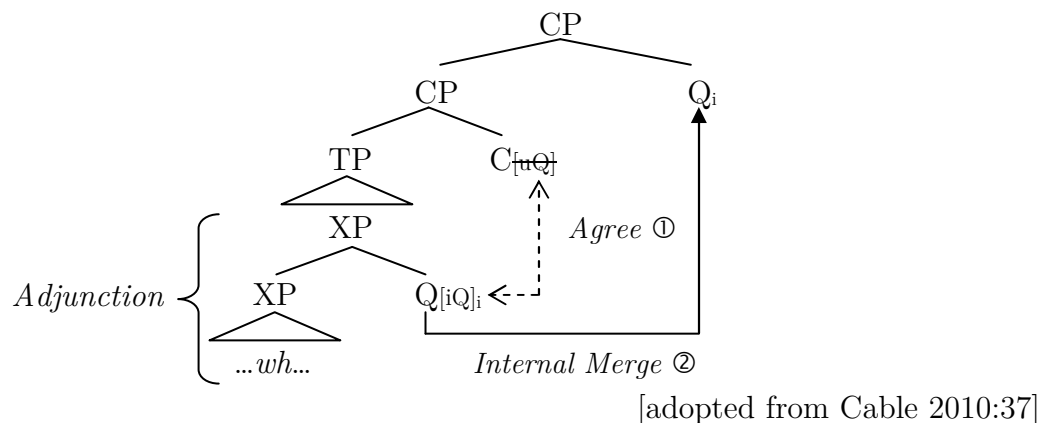 CP
CP Qᵢ
TP C[uQ]
XP Agree ①
Adjunction XP Q[iQ]ᵢ
…wh… Internal Merge ②
[adopted from Cable 2010:37]